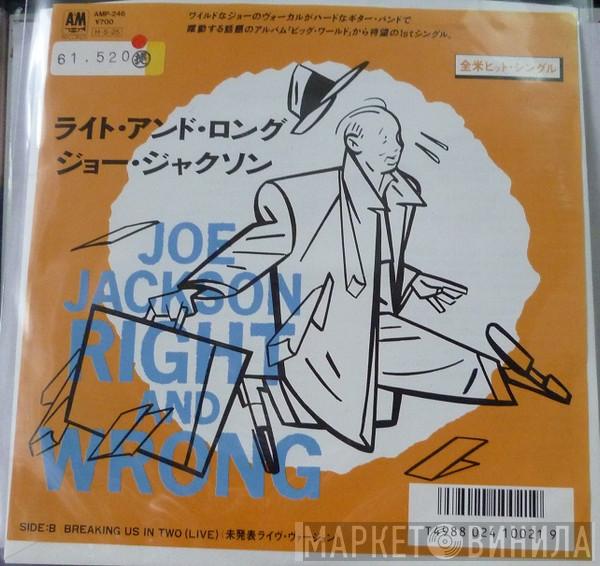 A&M
AMP-246
¥700
H·S·25
ワイルドなジョーのヴォーカルがハードなギター・バンドで
躍動する話題のアルバム「ビッグ・ワールド」から待望の1stシングル。
61.520
全米ヒット・シングル
ライト・アンド・ロング
ジョー・ジャクソン
JOE
JACKSON
RIGHT
AND
WRONG
SIDE:B BREAKING US IN TWO (LIVE):未発表ライヴ・ヴァージョン
T4988 024 10021 9
МАРКЕТ ВИНИЛА